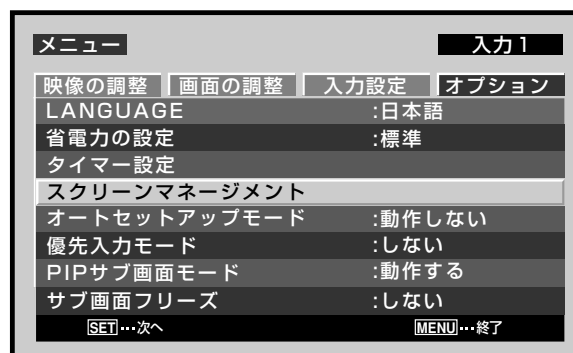 メニュー 入力1
映像の調整 画面の調整 入力設定 オプション
LANGUAGE :日本語
省電力の設定 :標準
タイマー設定
スクリーンマネージメント
オートセットアップモード :動作しない
優先入力モード :しない
PIPサブ画面モード :動作する
サブ画面フリーズ :しない
SET…次へ MENU…終了